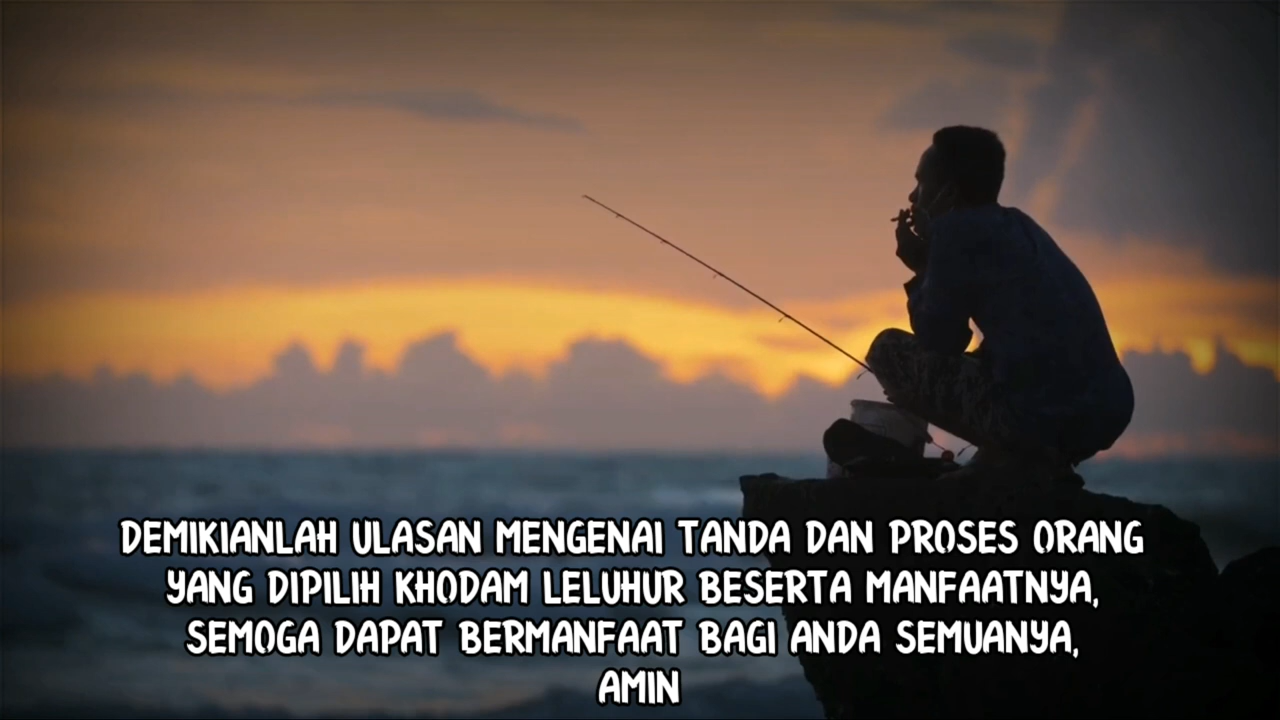 DEMIKIANLAH ULASAN MENGENAI TANDA DAN PROSES ORANG
YANG DIPILIH KHODAM LELUHUR BESERTA MANFAATNYA,
SEMOGA DAPAT BERMANFAAT BAGI ANDA SEMUANYA,
AMIN